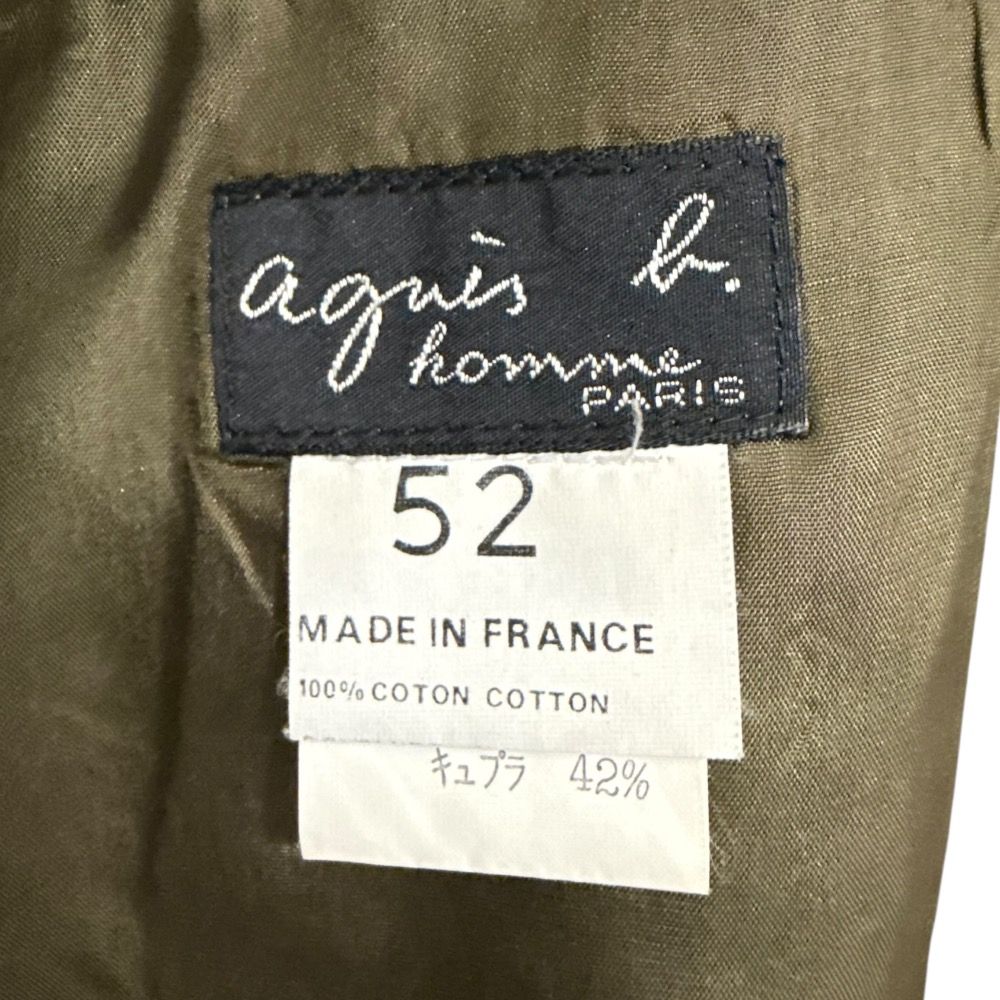 agnès b.
homme
PARIS
52
MADE IN FRANCE
100% COTON COTTON
キュプラ 42%